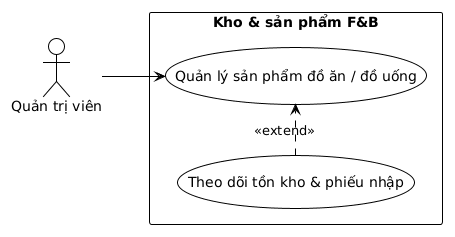 Kho & sản phẩm F&B
Quản lý sản phẩm đồ ăn / đồ uống
Quản trị viên
«extend»
Theo dõi tồn kho & phiếu nhập